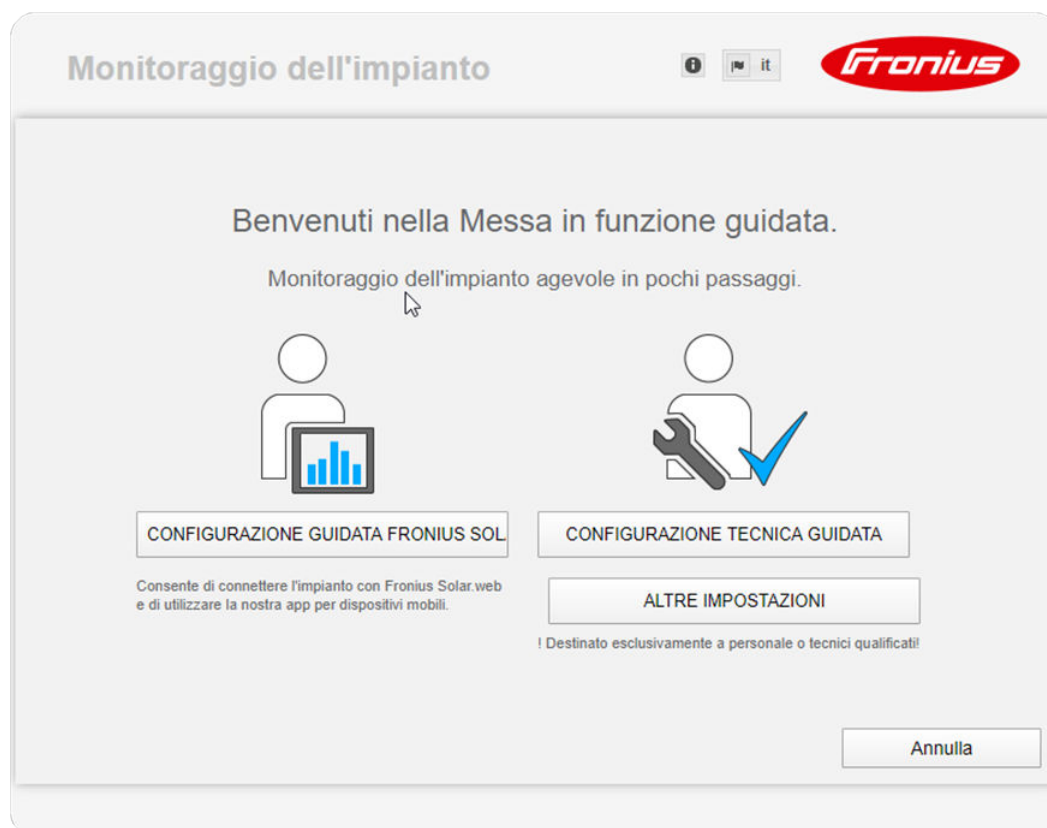 Monitoraggio dell'impianto
it
Fronius
Benvenuti nella Messa in funzione guidata.
Monitoraggio dell'impianto agevole in pochi passaggi.
CONFIGURAZIONE GUIDATA FRONIUS SOL
CONFIGURAZIONE TECNICA GUIDATA
Consente di connettere l'impianto con Fronius Solar.web
e di utilizzare la nostra app per dispositivi mobili.
ALTRE IMPOSTAZIONI
! Destinato esclusivamente a personale o tecnici qualificati!
Annulla